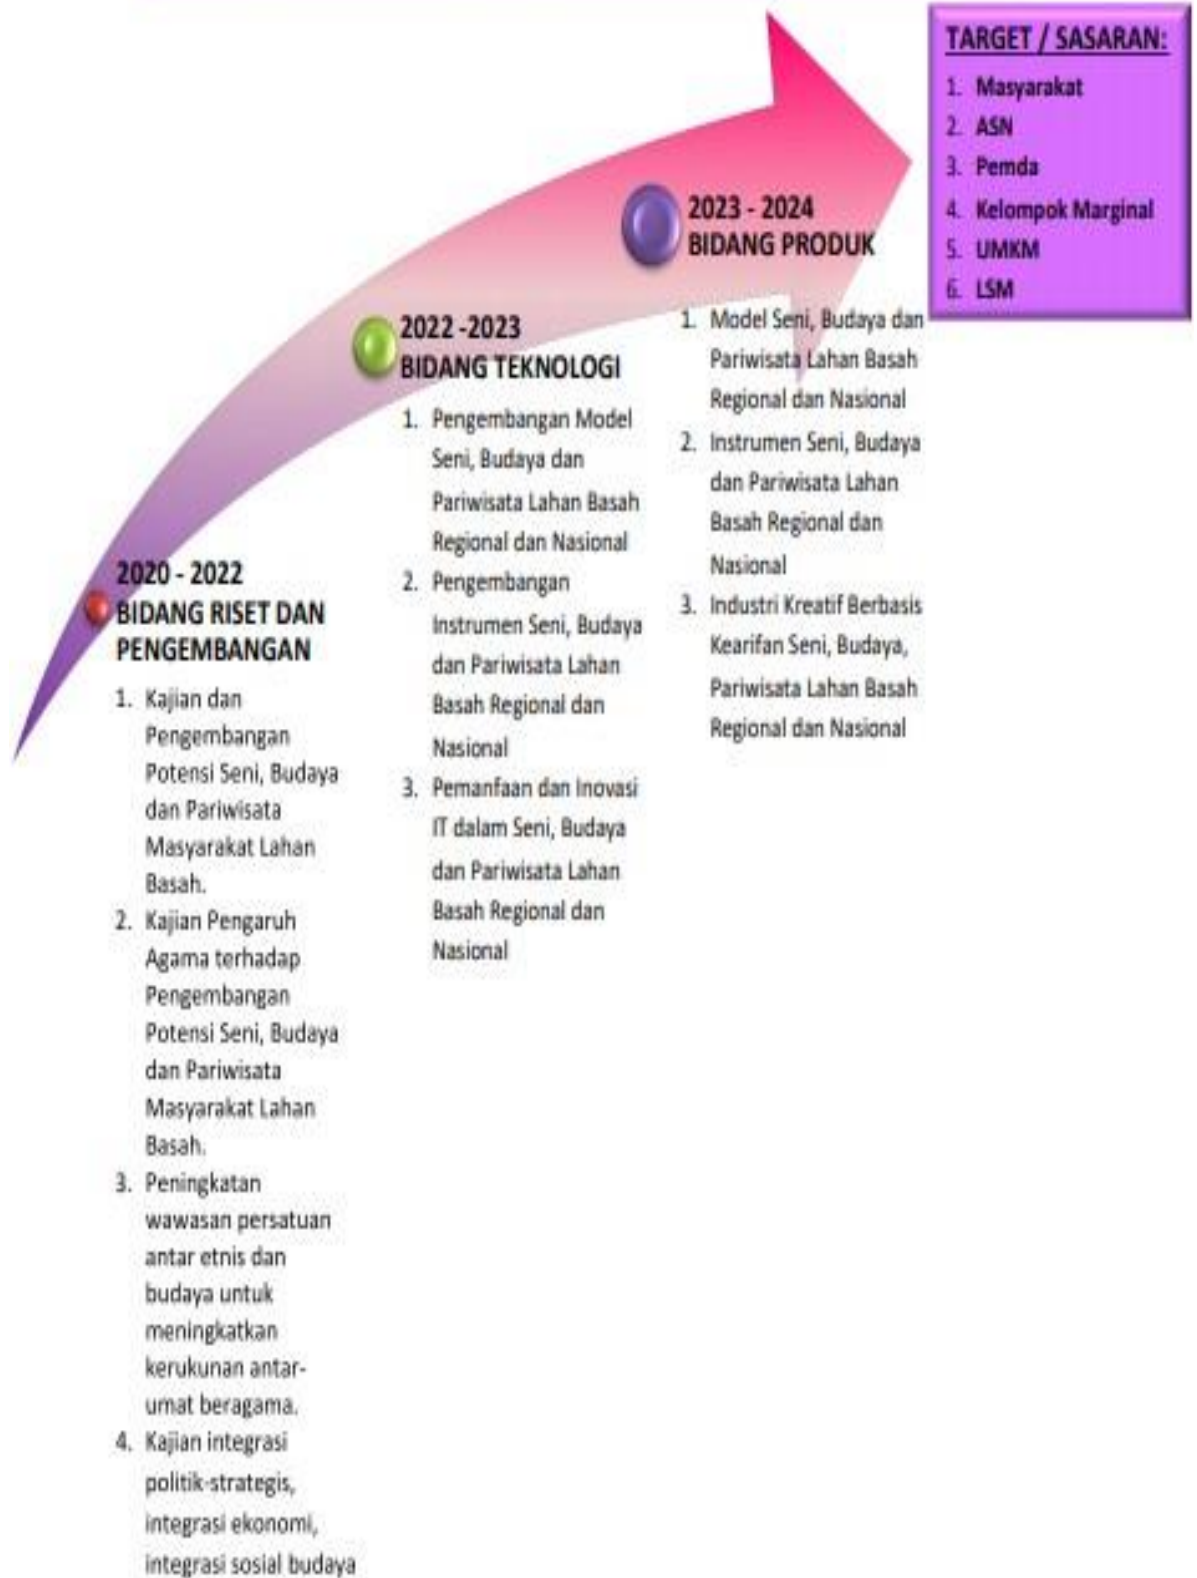 TARGET / SASARAN:
1. Masyarakat
2. ASN
3. Pemda
4. Kelompok Marginal
5. UMKM
6. LSM
2023 - 2024
BIDANG PRODUK
1. Model Seni, Budaya dan
Pariwisata Lahan Basah
Regional dan Nasional
2. Instrumen Seni, Budaya
dan Pariwisata Lahan
Basah Regional dan
Nasional
3. Industri Kreatif Berbasis
Kearifan Seni, Budaya,
Pariwisata Lahan Basah
Regional dan Nasional
2022 -2023
BIDANG TEKNOLOGI
1. Pengembangan Model
Seni, Budaya dan
Pariwisata Lahan Basah
Regional dan Nasional
2. Pengembangan
Instrumen Seni, Budaya
dan Pariwisata Lahan
Basah Regional dan
Nasional
3. Pemanfaan dan Inovasi
IT dalam Seni, Budaya
dan Pariwisata Lahan
Basah Regional dan
Nasional
2020 - 2022
BIDANG RISET DAN
PENGEMBANGAN
1. Kajian dan
Pengembangan
Potensi Seni, Budaya
dan Pariwisata
Masyarakat Lahan
Basah.
2. Kajian Pengaruh
Agama terhadap
Pengembangan
Potensi Seni, Budaya
dan Pariwisata
Masyarakat Lahan
Basah.
3. Peningkatan
wawasan persatuan
antar etnis dan
budaya untuk
meningkatkan
kerukunan antar-
umat beragama.
4. Kajian integrasi
politik-strategis,
integrasi ekonomi,
integrasi sosial budaya